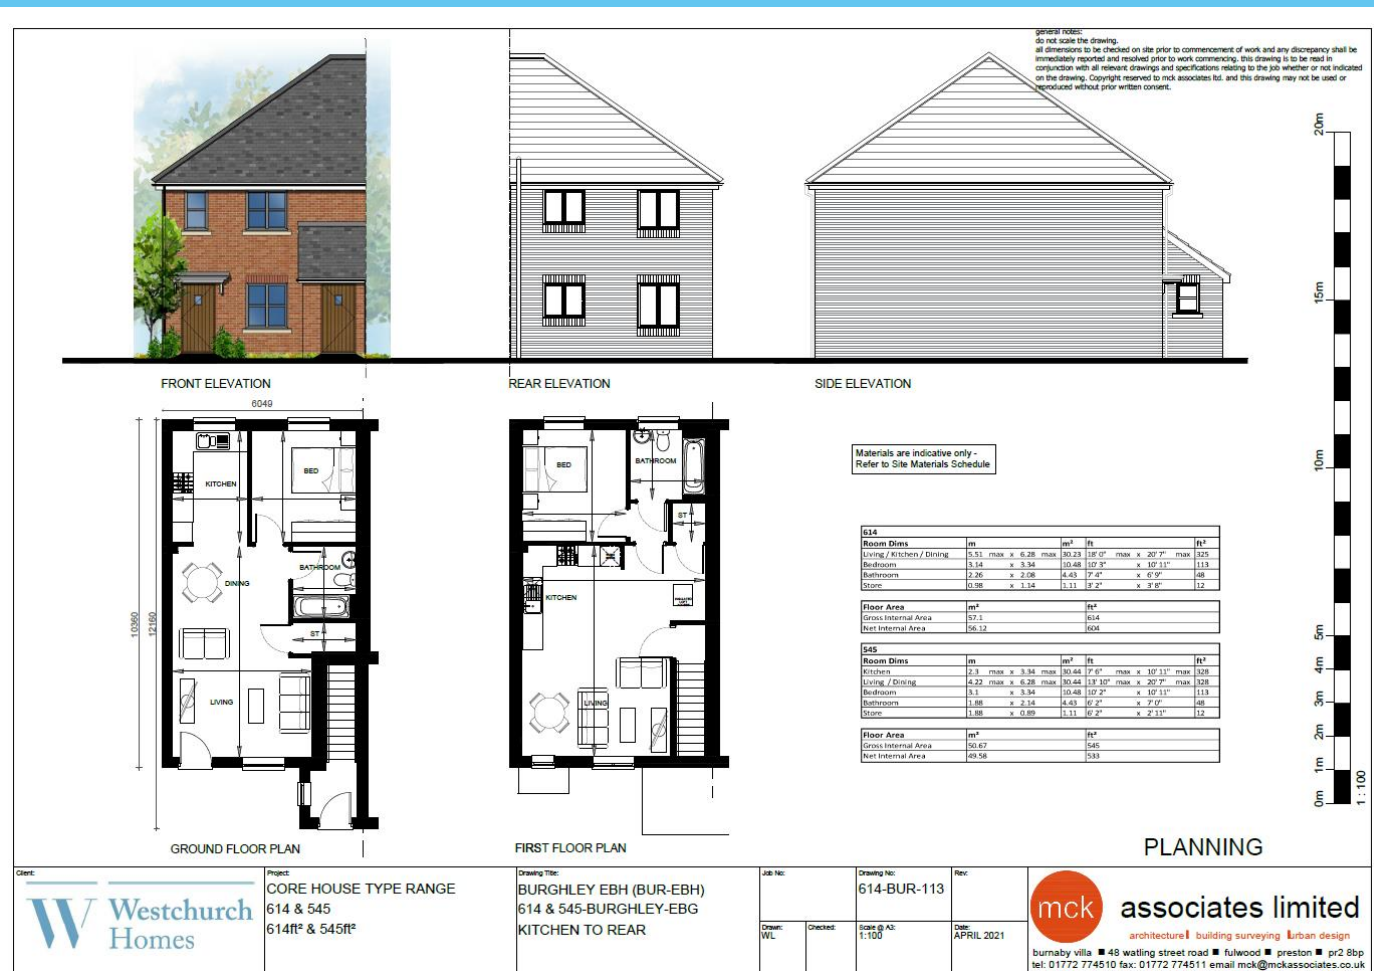 general notes:
do not scale the drawing.
all dimensions to be checked on site prior to commencement of work and any discrepancy shall be
immediately reported and resolved prior to work commencing. this drawing is to be read in
conjunction with all relevant drawings and specifications relating to the job whether or not indicated
on the drawing. Copyright reserved to mck associates ltd. and this drawing may not be used or
reproduced without prior written consent.
FRONT ELEVATION
REAR ELEVATION
SIDE ELEVATION
20m
15m
10m
5m
4m
3m
2m
1m
0m
1 : 100
6049
10360
12160
KITCHEN
BED
BATHROOM
DINING
ST
LIVING
GROUND FLOOR PLAN
BED
BATHROOM
ST
KITCHEN
LIVING
FIRST FLOOR PLAN
Materials are indicative only -
Refer to Site Materials Schedule
614
Room Dims m m² ft ft²
Living / Kitchen / Dining 5.51 max x 6.28 max 30.23 18' 0" max x 20' 7" max 325
Bedroom 3.14 x 3.34 10.48 10' 3" x 10' 11" 113
Bathroom 2.26 x 2.08 4.43 7' 4" x 6' 9" 48
Store 0.98 x 1.14 1.11 3' 2" x 3' 8" 12
Floor Area m² ft²
Gross Internal Area 57.1 614
Net Internal Area 56.12 604
545
Room Dims m m² ft ft²
Kitchen 2.3 max x 3.34 max 30.44 7' 6" max x 10' 11" max 328
Living / Dining 4.22 max x 6.28 max 30.44 13' 10" max x 20' 7" max 328
Bedroom 3.1 x 3.34 10.48 10' 2" x 10' 11" 113
Bathroom 1.88 x 2.14 4.43 6' 2" x 7' 0" 48
Store 1.88 x 0.89 1.11 6' 2" x 2' 11" 12
Floor Area m² ft²
Gross Internal Area 50.67 545
Net Internal Area 49.58 533
PLANNING
Client:
Westchurch
Homes
Project:
CORE HOUSE TYPE RANGE
614 & 545
614ft² & 545ft²
Drawing Title:
BURGHLEY EBH (BUR-EBH)
614 & 545-BURGHLEY-EBG
KITCHEN TO REAR
Job No:
Drawing No:
614-BUR-113
Rev:
Drawn:
WL
Checked:
Scale @ A3:
1:100
Date:
APRIL 2021
mck
associates limited
architecture building surveying urban design
burnaby villa ■ 48 watling street road ■ fulwood ■ preston ■ pr2 8bp
tel: 01772 774510 fax: 01772 774511 email mck@mckassociates.co.uk